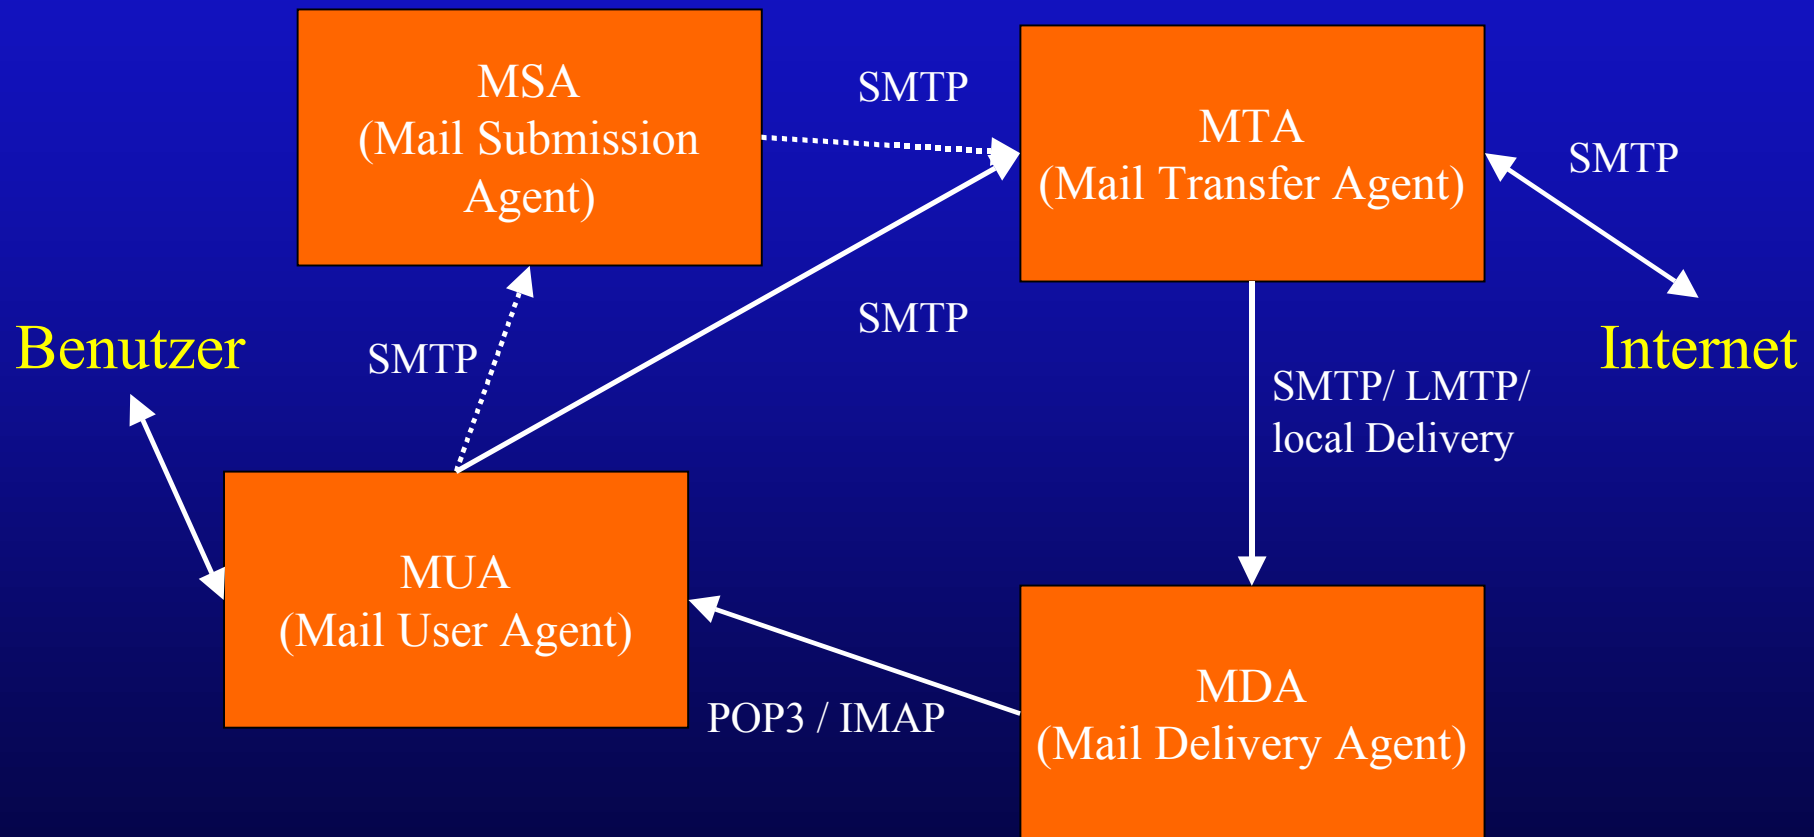 MSA
(Mail Submission
Agent)
SMTP
MTA
(Mail Transfer Agent)
SMTP
SMTP
SMTP
Benutzer
Internet
SMTP/ LMTP/
local Delivery
MUA
(Mail User Agent)
POP3 / IMAP
MDA
(Mail Delivery Agent)